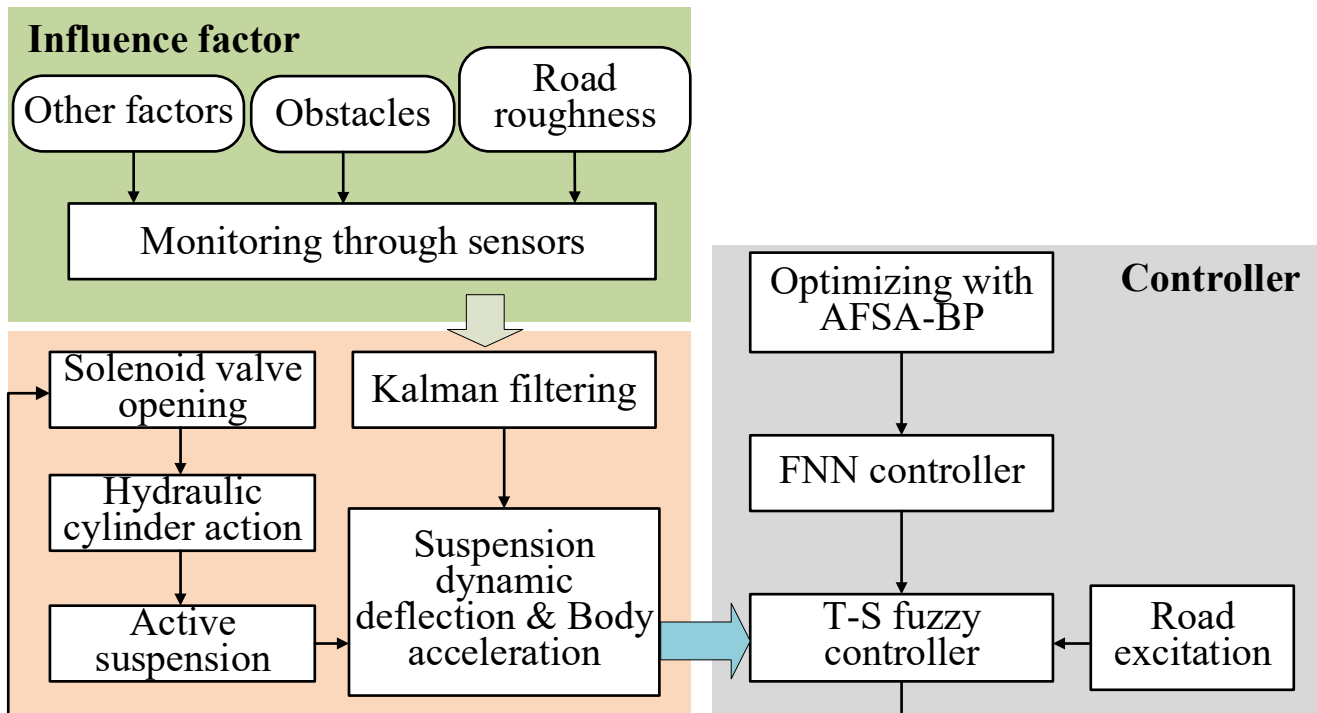 Influence factor
Other factors
Obstacles
Road
roughness
Monitoring through sensors
Solenoid valve
opening
Kalman filtering
Hydraulic
cylinder action
Suspension
dynamic
deflection & Body
acceleration
Active
suspension
Controller
Optimizing with
AFSA-BP
FNN controller
T-S fuzzy
controller
Road
excitation